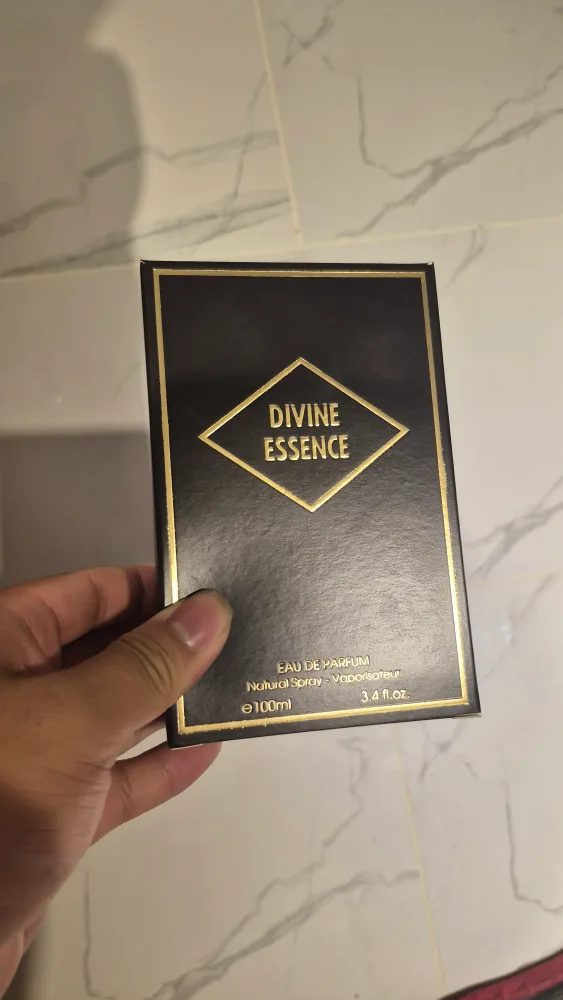 DIVINE
ESSENCE
EAU DE PARFUM
Natural Spray - Vaporisateur
℮100ml 3.4 fl.oz.